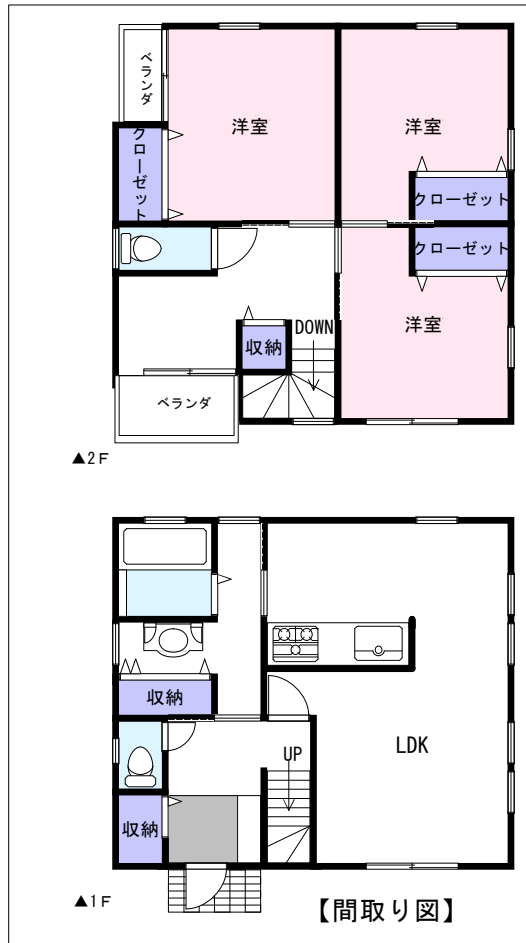 ベランダ
洋室
洋室
クローゼット
クローゼット
クローゼット
洋室
DOWN
収納
ベランダ
▲2F
収納
UP
LDK
収納
▲1F
【間取り図】